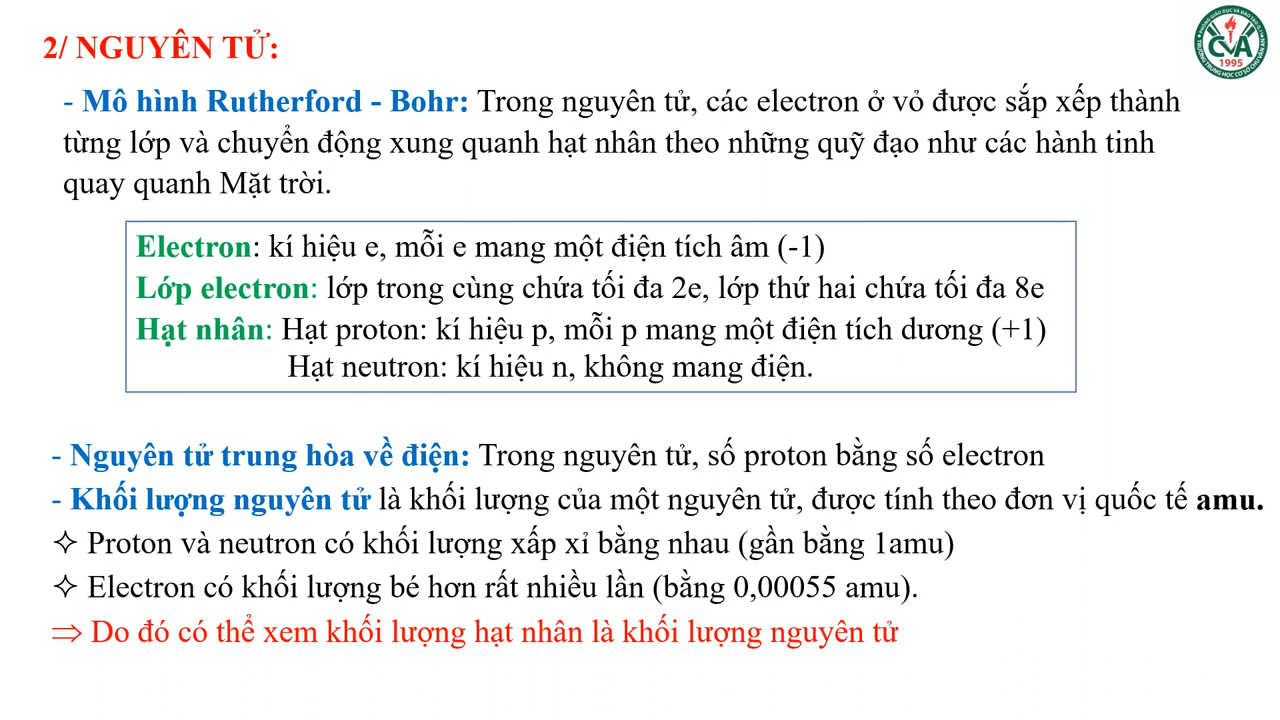 2/ NGUYÊN TỬ:
CVA
1995
- Mô hình Rutherford - Bohr: Trong nguyên tử, các electron ở vỏ được sắp xếp thành
từng lớp và chuyển động xung quanh hạt nhân theo những quỹ đạo như các hành tinh
quay quanh Mặt trời.
Electron: kí hiệu e, mỗi e mang một điện tích âm (-1)
Lớp electron: lớp trong cùng chứa tối đa 2e, lớp thứ hai chứa tối đa 8e
Hạt nhân: Hạt proton: kí hiệu p, mỗi p mang một điện tích dương (+1)
Hạt neutron: kí hiệu n, không mang điện.
- Nguyên tử trung hòa về điện: Trong nguyên tử, số proton bằng số electron
- Khối lượng nguyên tử là khối lượng của một nguyên tử, được tính theo đơn vị quốc tế amu.
✧ Proton và neutron có khối lượng xấp xỉ bằng nhau (gần bằng 1amu)
✧ Electron có khối lượng bé hơn rất nhiều lần (bằng 0,00055 amu).
⇒ Do đó có thể xem khối lượng hạt nhân là khối lượng nguyên tử